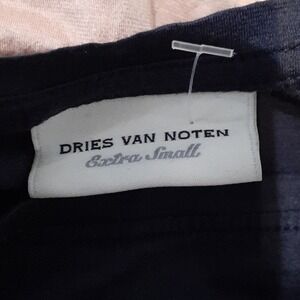 DRIES VAN NOTEN
Extra Small